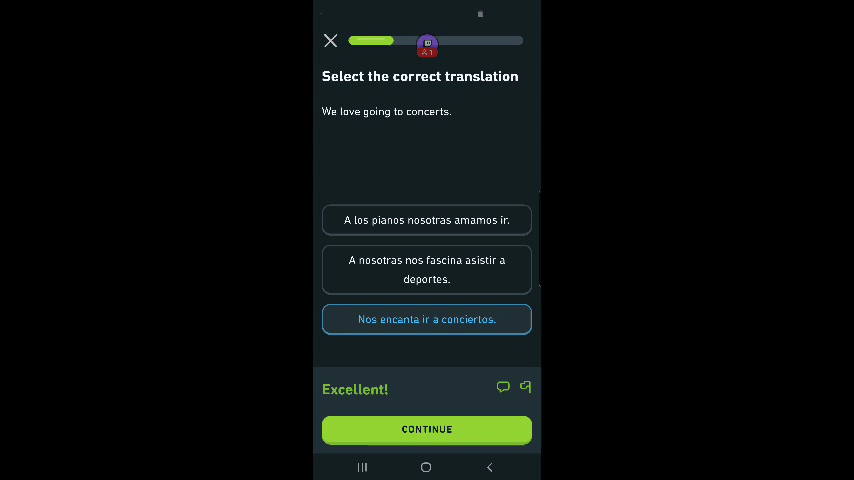 Select the correct translation
We love going to concerts.
A los pianos nosotras amamos ir.
A nosotras nos fascina asistir a
deportes.
Nos encanta ir a conciertos.
Excellent!
CONTINUE